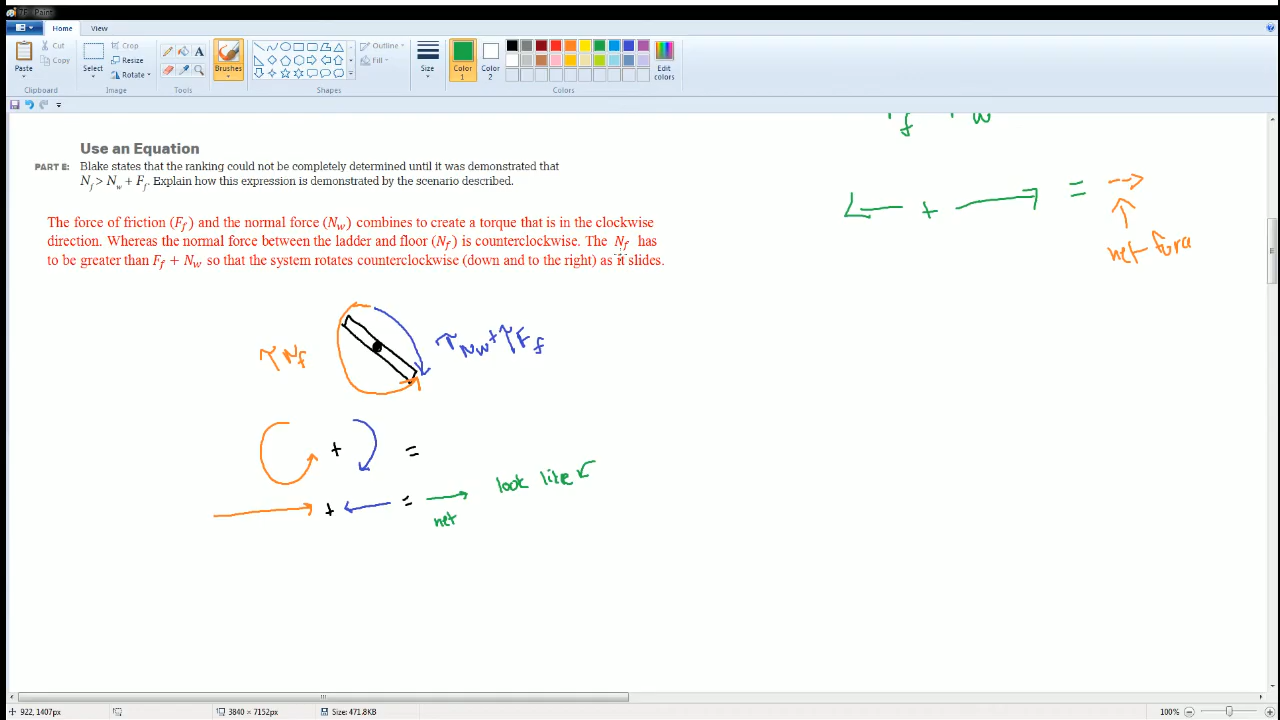 7F - Paint
Home View
Paste
Cut
Copy
Clipboard
Select
Crop
Resize
Rotate
Image
Tools
Brushes
Shapes
Outline
Fill
Size
Color 1
Color 2
Edit colors
Colors
f w
Use an Equation
PART E: Blake states that the ranking could not be completely determined until it was demonstrated that
N_f > N_w + F_f. Explain how this expression is demonstrated by the scenario described.
The force of friction (F_f) and the normal force (N_w) combines to create a torque that is in the clockwise
direction. Whereas the normal force between the ladder and floor (N_f) is counterclockwise. The N_f has
to be greater than F_f + N_w so that the system rotates counterclockwise (down and to the right) as it slides.
+ =
net force
τ N_f
τ_Nw + τ_Ff
+ =
+ = look like
net
922, 1407px
3840 × 7152px
Size: 471.8KB
100%